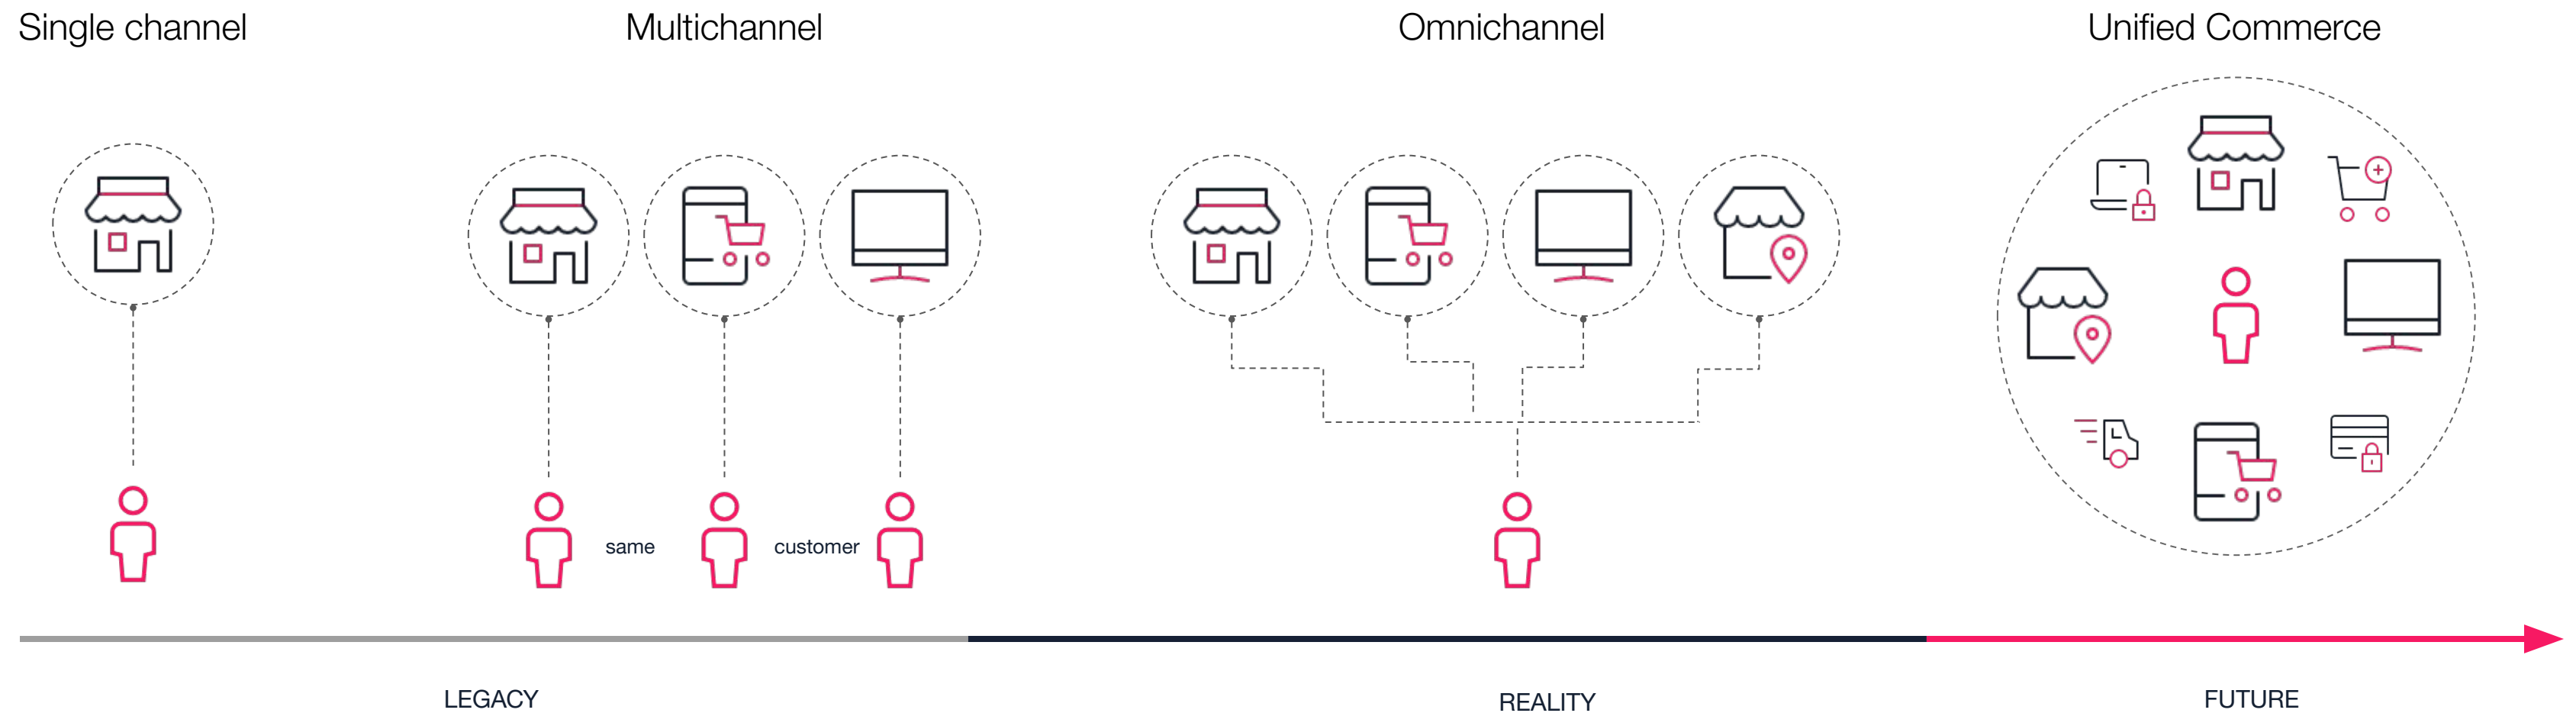 Single channel
Multichannel
Omnichannel
Unified Commerce
same
customer
LEGACY
REALITY
FUTURE